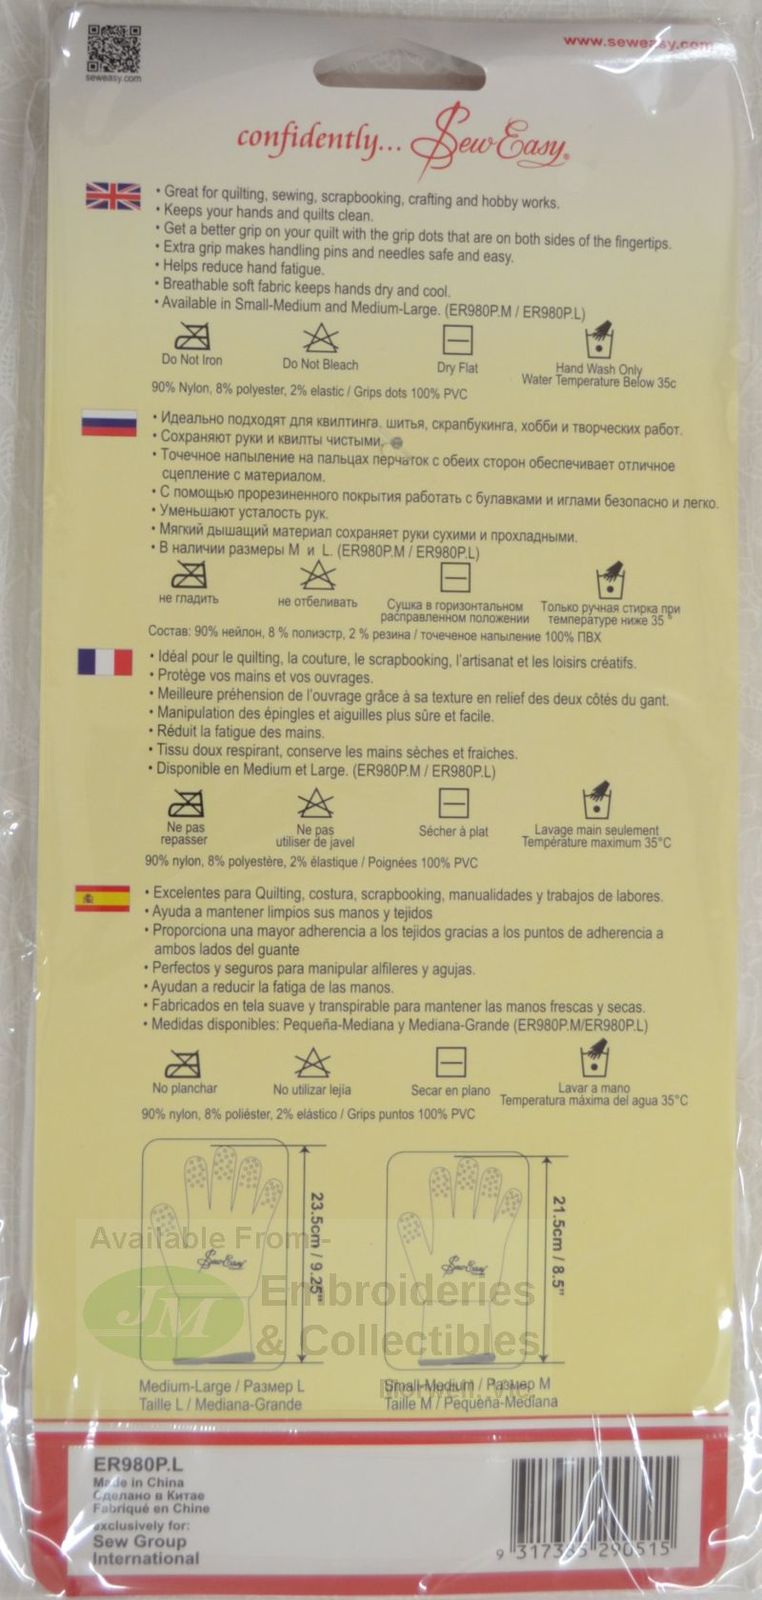 seweasy.com
www.seweasy.com
confidently... Sew Easy®
• Great for quilting, sewing, scrapbooking, crafting and hobby works.
• Keeps your hands and quilts clean.
• Get a better grip on your quilt with the grip dots that are on both sides of the fingertips.
• Extra grip makes handling pins and needles safe and easy.
• Helps reduce hand fatigue.
• Breathable soft fabric keeps hands dry and cool.
• Available in Small-Medium and Medium-Large. (ER980P.M / ER980P.L)
Do Not Iron
Do Not Bleach
Dry Flat
Hand Wash Only
Water Temperature Below 35c
90% Nylon, 8% polyester, 2% elastic / Grips dots 100% PVC
• Идеально подходят для квилтинга. шитья, скрапбукинга, хобби и творческих работ.
• Сохраняют руки и квилты чистыми.
• Точечное напыление на пальцах перчаток с обеих сторон обеспечивает отличное
сцепление с материалом.
• С помощью прорезиненного покрытия работать с булавками и иглами безопасно и легко.
• Уменьшают усталость рук.
• Мягкий дышащий материал сохраняет руки сухими и прохладными.
• В наличии размеры M и L. (ER980P.M / ER980P.L)
не гладить
не отбеливать
Сушка в горизонтальном
расправленном положении
Только ручная стирка при
температуре ниже 35 °
Состав: 90% нейлон, 8 % полиэстр, 2 % резина / точеченое напыление 100% ПВХ
• Idéal pour le quilting, la couture, le scrapbooking, l'artisanat et les loisirs créatifs.
• Protège vos mains et vos ouvrages.
• Meilleure préhension de l'ouvrage grâce à sa texture en relief des deux côtés du gant.
• Manipulation des épingles et aiguilles plus sûre et facile.
• Réduit la fatigue des mains.
• Tissu doux respirant, conserve les mains sèches et fraiches.
• Disponible en Medium et Large. (ER980P.M / ER980P.L)
Ne pas
repasser
Ne pas
utiliser de javel
Sécher à plat
Lavage main seulement
Température maximum 35°C
90% nylon, 8% polyestère, 2% élastique / Poignées 100% PVC
• Excelentes para Quilting, costura, scrapbooking, manualidades y trabajos de labores.
• Ayuda a mantener limpios sus manos y tejidos
• Proporciona una mayor adherencia a los tejidos gracias a los puntos de adherencia a
ambos lados del guante
• Perfectos y seguros para manipular alfileres y agujas.
• Ayudan a reducir la fatiga de las manos.
• Fabricados en tela suave y transpirable para mantener las manos frescas y secas.
• Medidas disponibles: Pequeña-Mediana y Mediana-Grande (ER980P.M/ER980P.L)
No planchar
No utilizar lejía
Secar en plano
Lavar a mano
Temperatura máxima del agua 35°C
90% nylon, 8% poliéster, 2% elástico / Grips puntos 100% PVC
23.5cm / 9.25"
21.5cm / 8.5"
Sew Easy
Sew Easy
Available From:-
JM
Embroideries
& Collectibles
Medium-Large / Размер L
Taille L / Mediana-Grande
Small-Medium / Размер M
Taille M / Pequeña-Mediana
ER980P.L
Made in China
Сделано в Китае
Fabriqué en Chine
exclusively for:
Sew Group
International
9 317385 290515